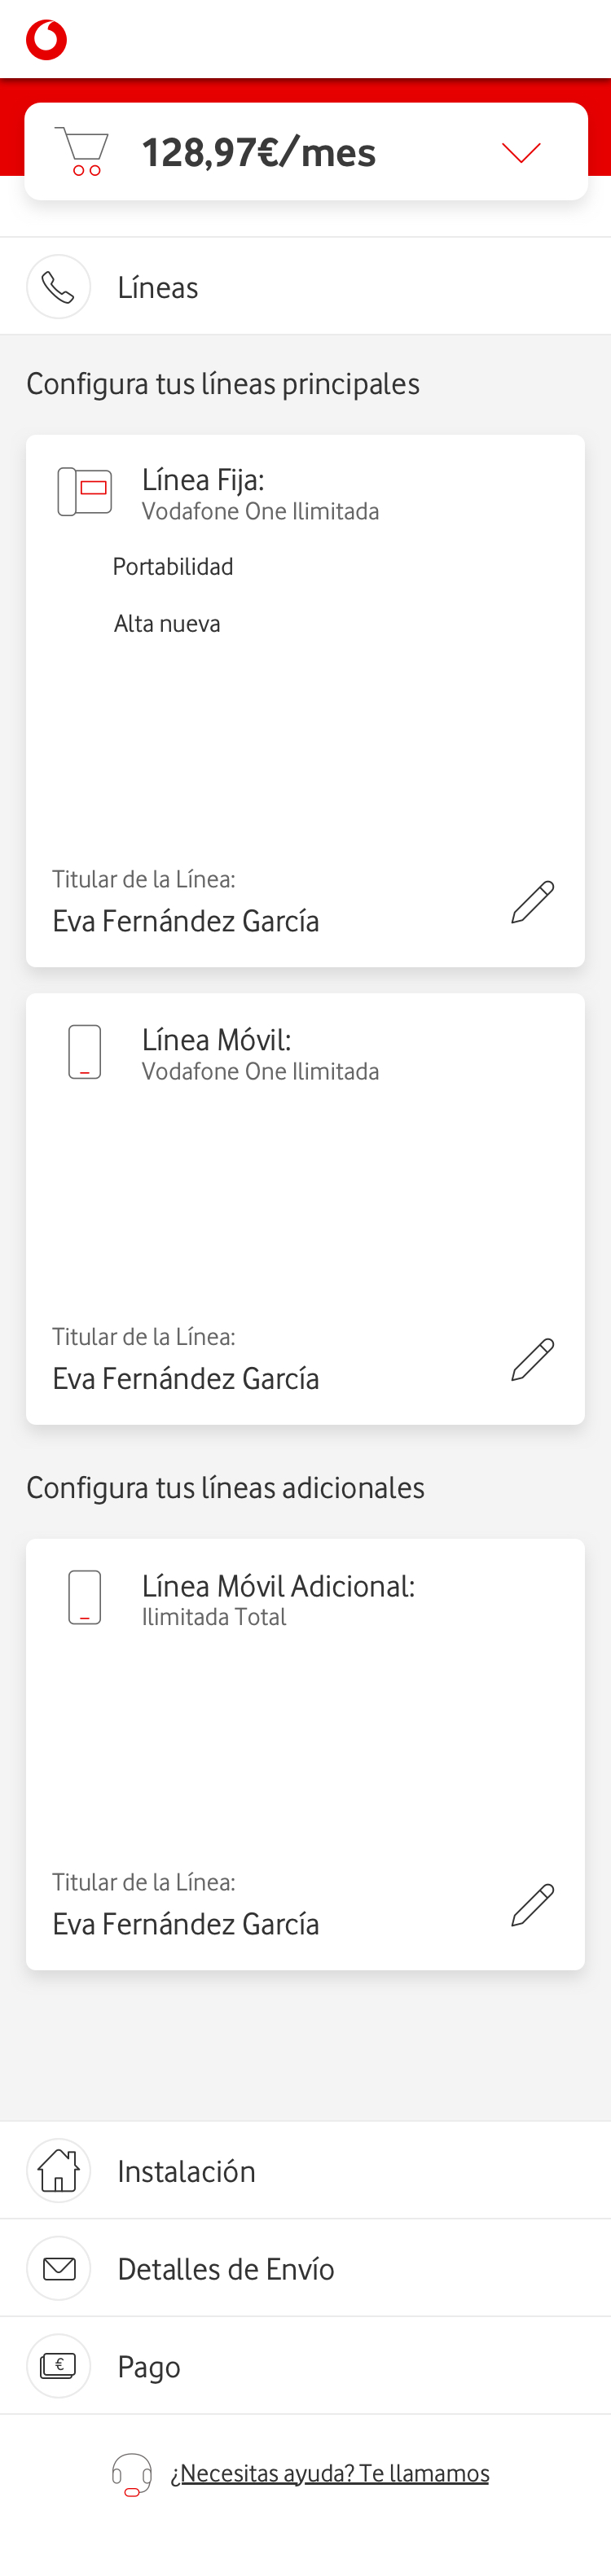 128,97€/mes
Líneas
Configura tus líneas principales
Línea Fija:
Vodafone One Ilimitada
Portabilidad
Alta nueva
Titular de la Línea:
Eva Fernández García
Línea Móvil:
Vodafone One Ilimitada
Titular de la Línea:
Eva Fernández García
Configura tus líneas adicionales
Línea Móvil Adicional:
Ilimitada Total
Titular de la Línea:
Eva Fernández García
Instalación
Detalles de Envío
€
Pago
¿Necesitas ayuda? Te llamamos